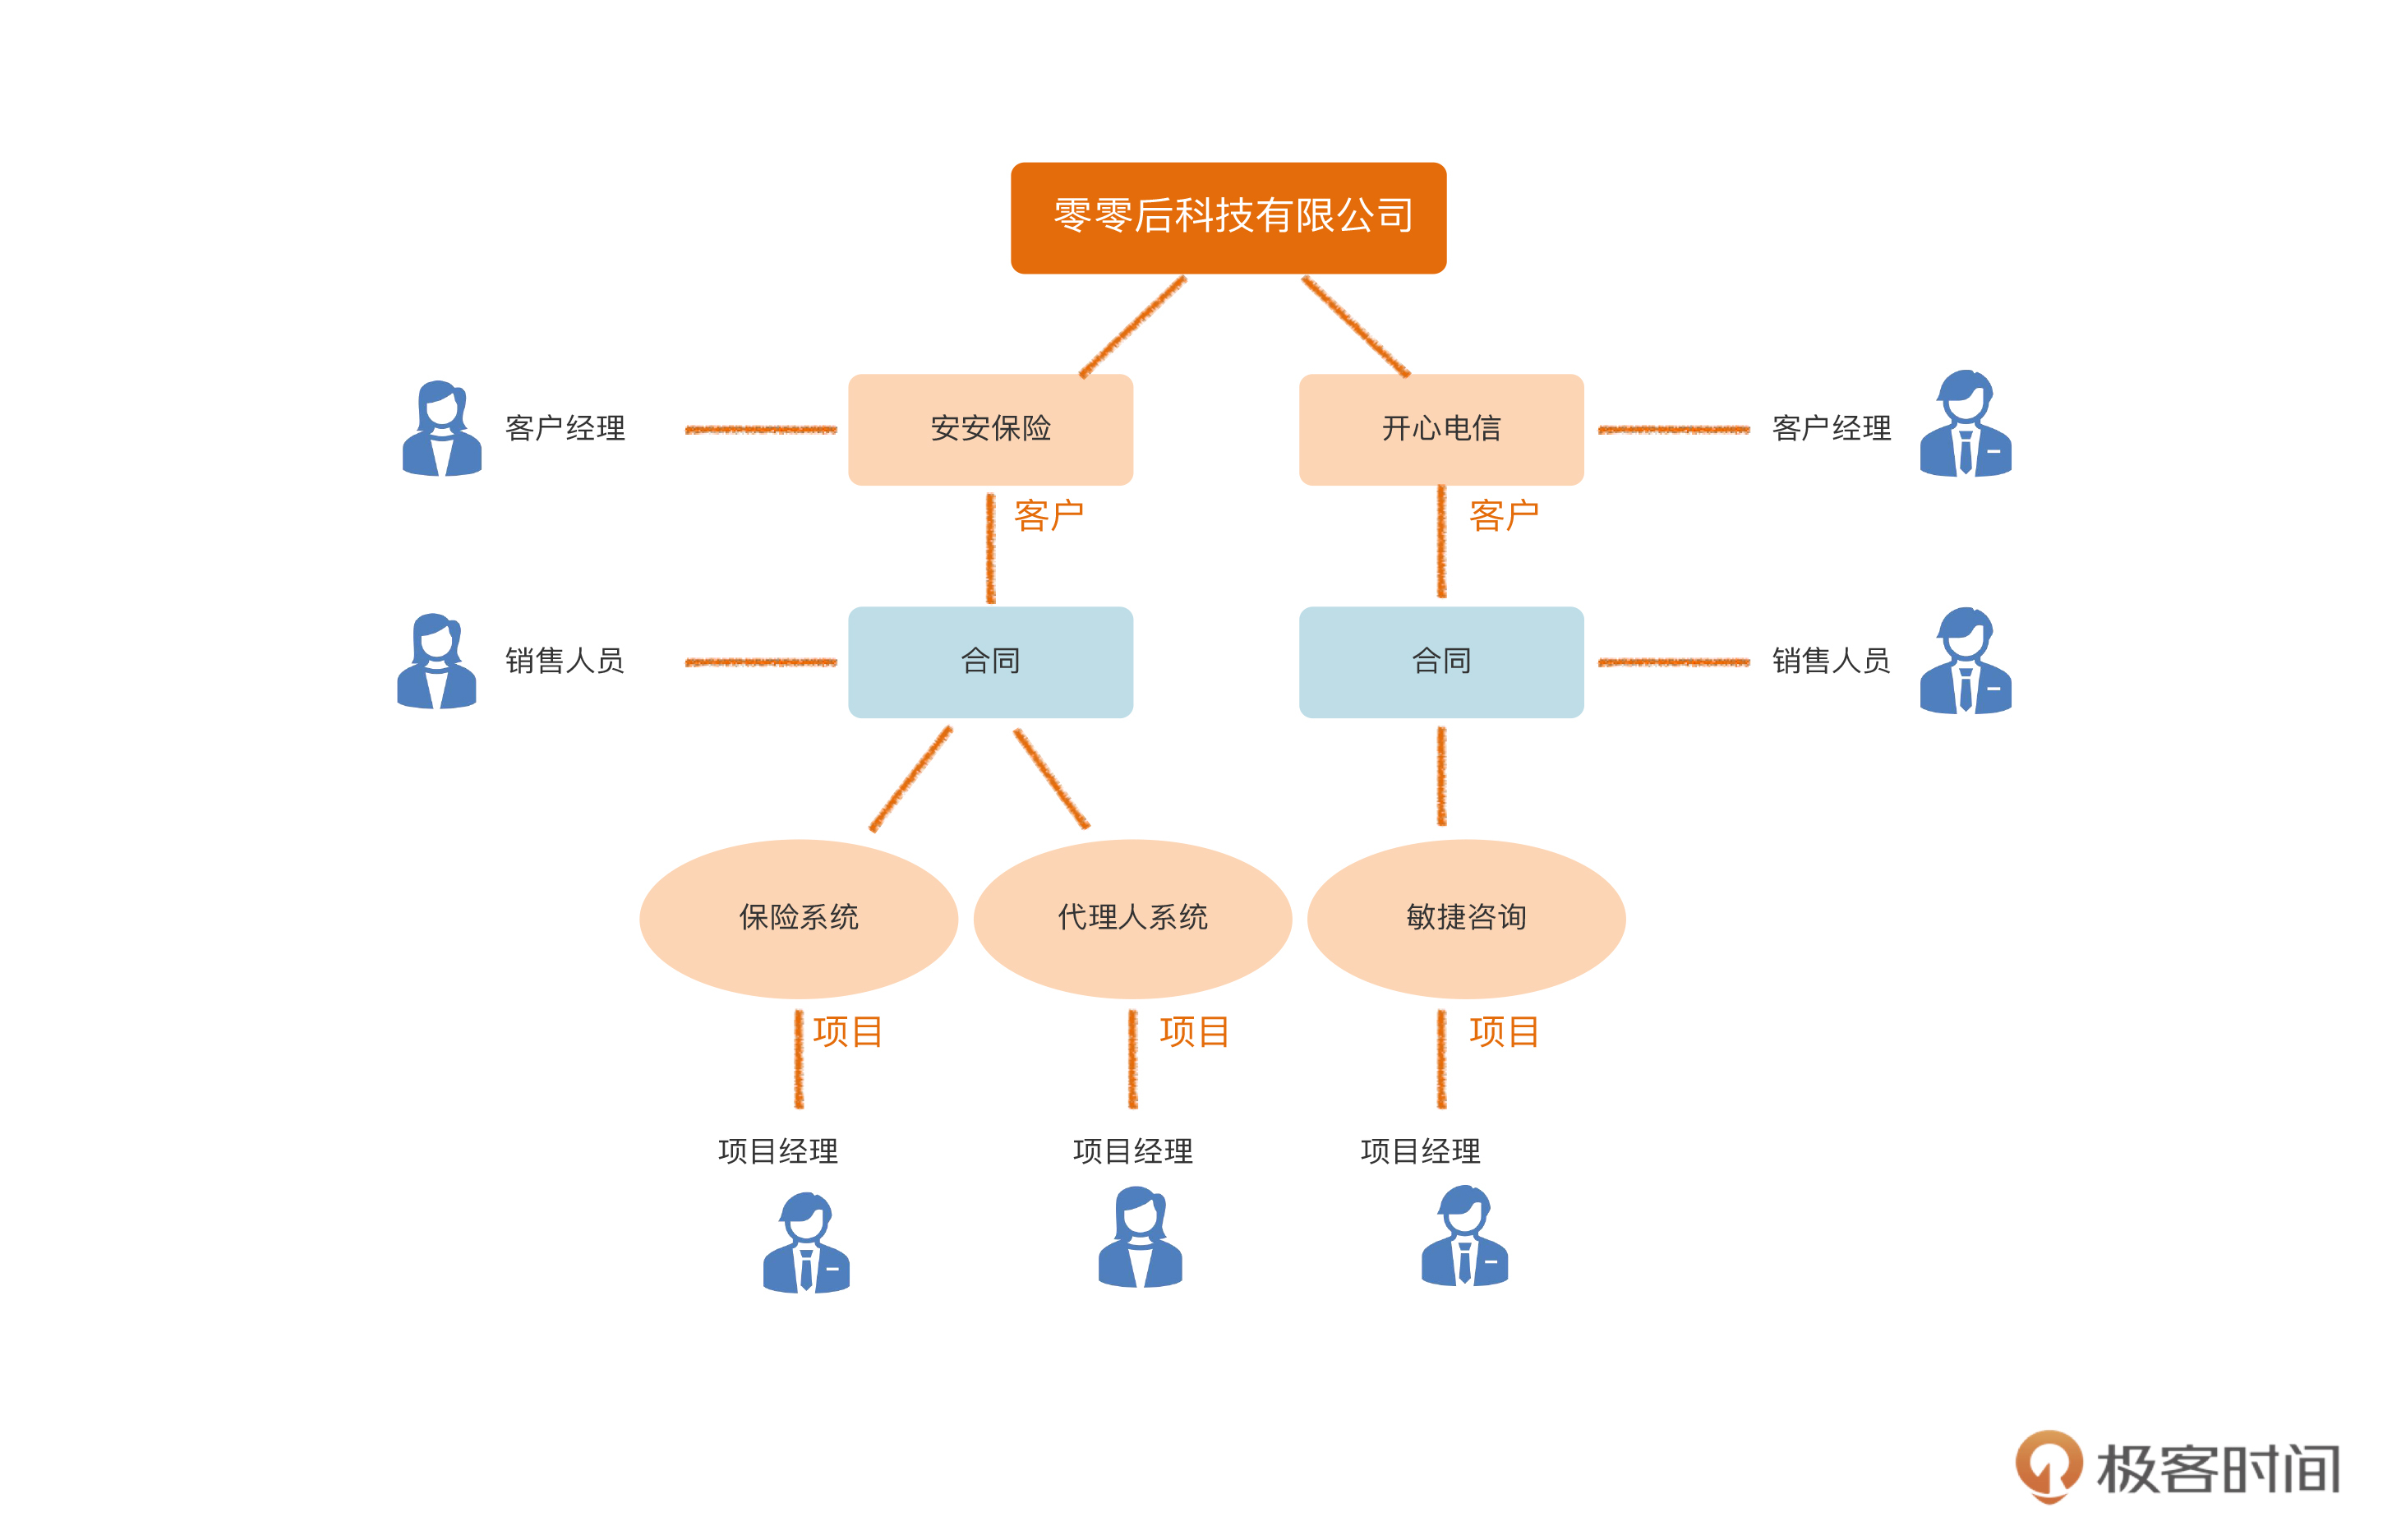 零零后科技有限公司
客户经理
安安保险
开心电信
客户经理
客户
客户
销售人员
合同
合同
销售人员
保险系统
代理人系统
敏捷咨询
项目
项目
项目
项目经理
项目经理
项目经理
极客时间